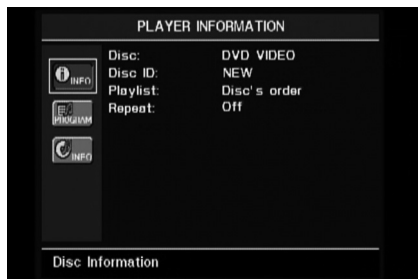 PLAYER INFORMATION
Disc: DVD VIDEO
Disc ID: NEW
Playlist: Disc's order
Repeat: Off
INFO
PROGRAM
INFO
Disc Information